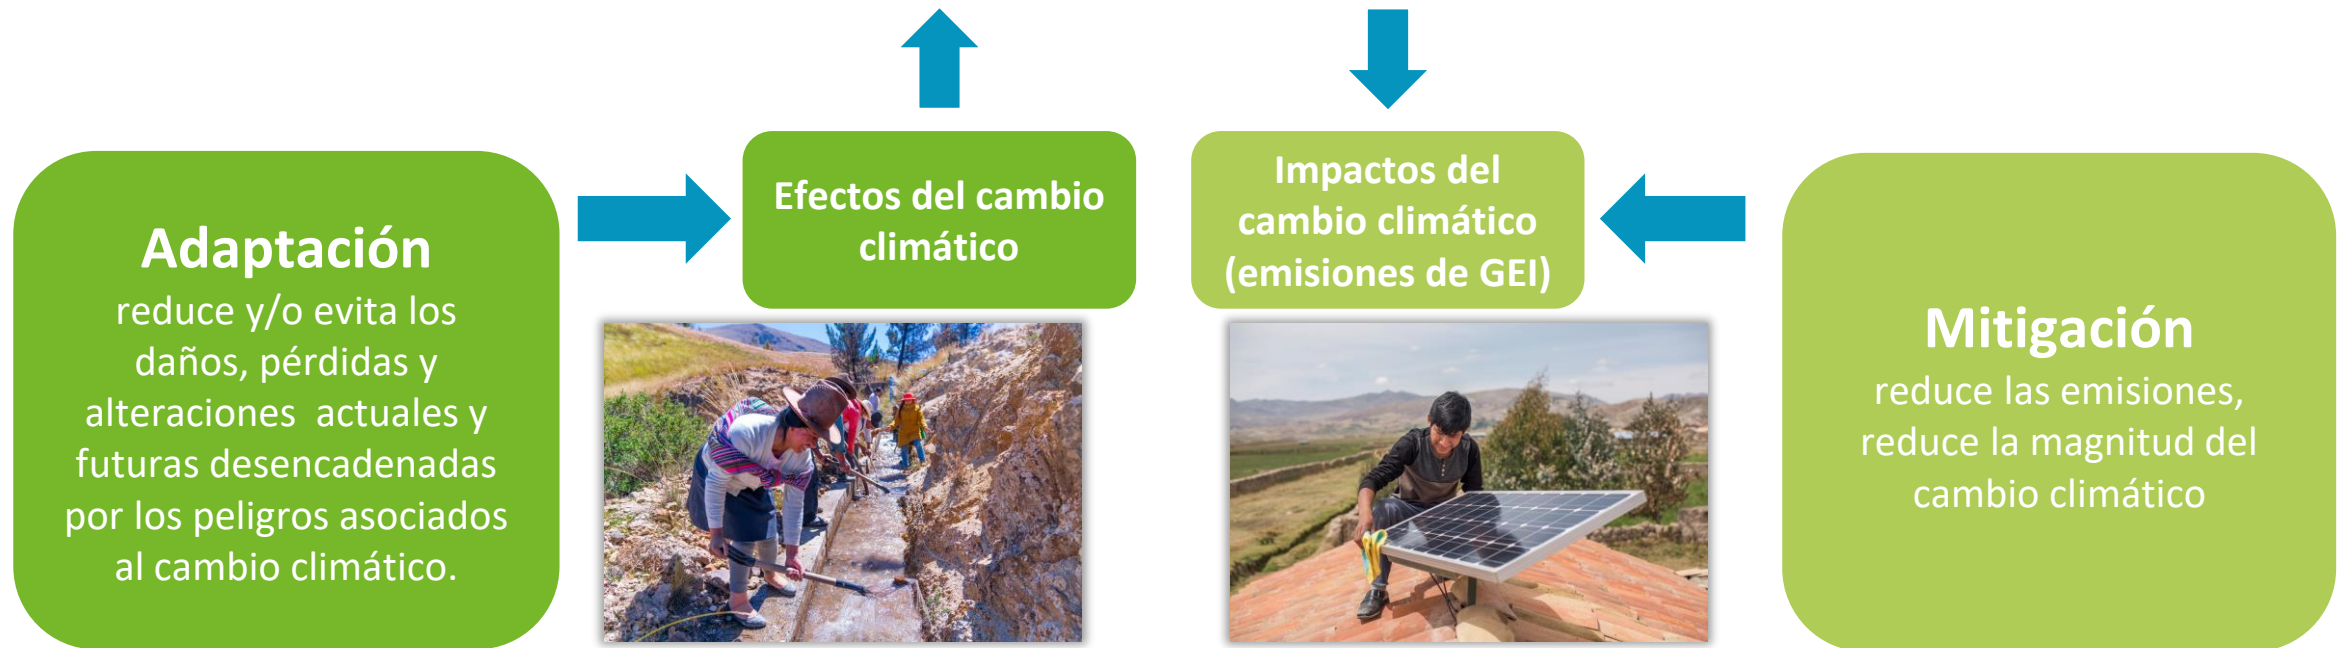 Adaptación
reduce y/o evita los
daños, pérdidas y
alteraciones  actuales y
futuras desencadenadas
por los peligros asociados
al cambio climático.
Efectos del cambio
climático
Impactos del
cambio climático
(emisiones de GEI)
Mitigación
reduce las emisiones,
reduce la magnitud del
cambio climático